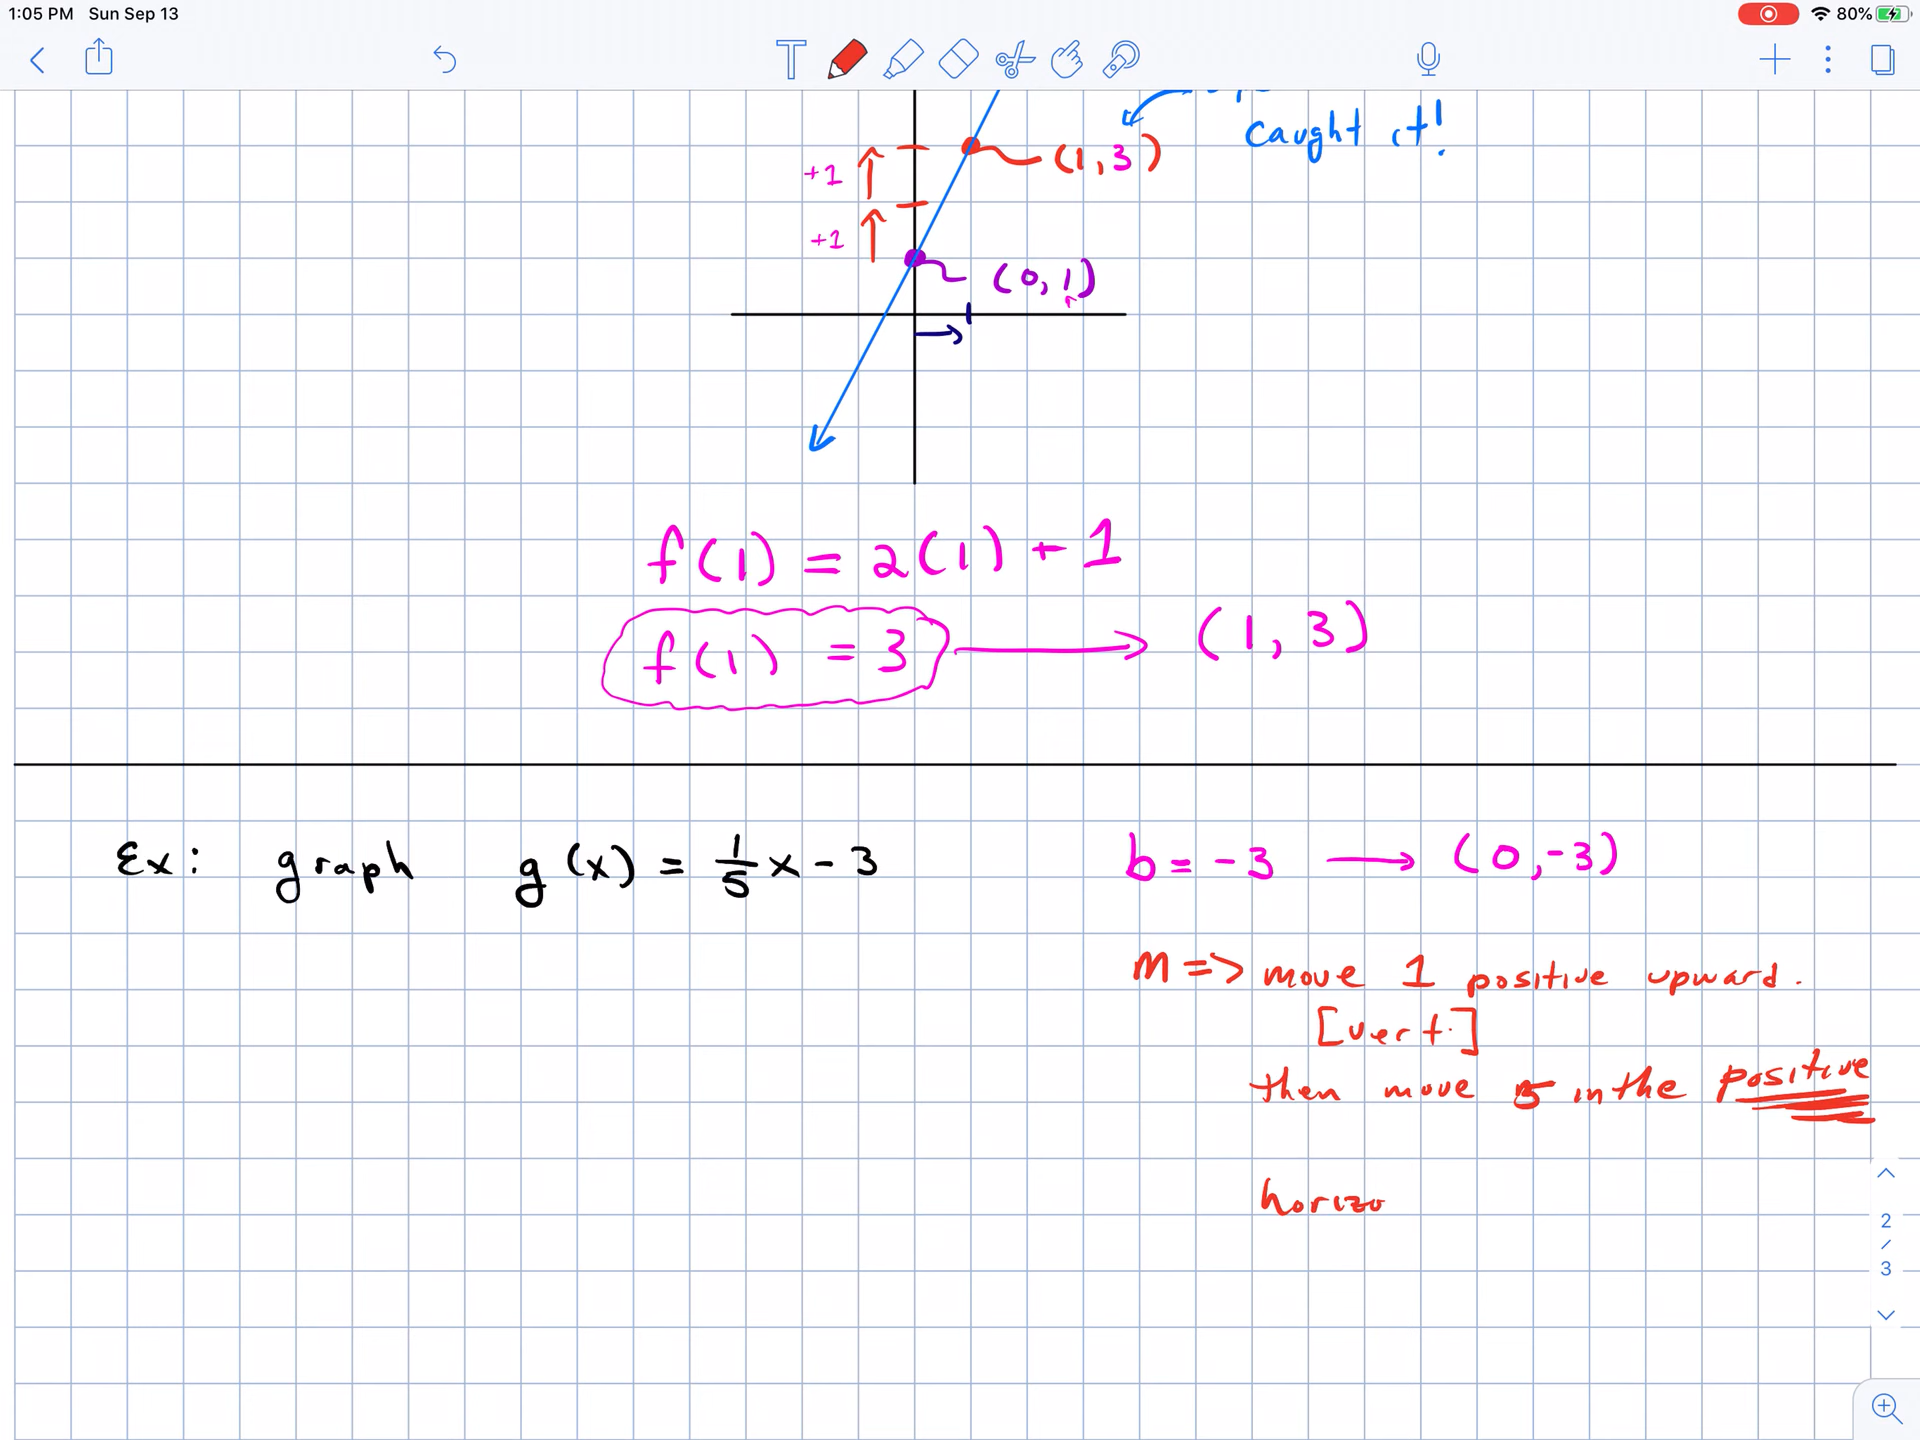 1:05 PM Sun Sep 13
80%
caught it!
+1
(1,3)
+1
(0,1)
f(1) = 2(1) + 1
f(1) = 3
(1,3)
Ex: graph g(x) = 1/5 x - 3
b = -3 → (0,-3)
m => move 1 positive upward.
[vert.]
then move 5 in the positive
horizo
2
/
3